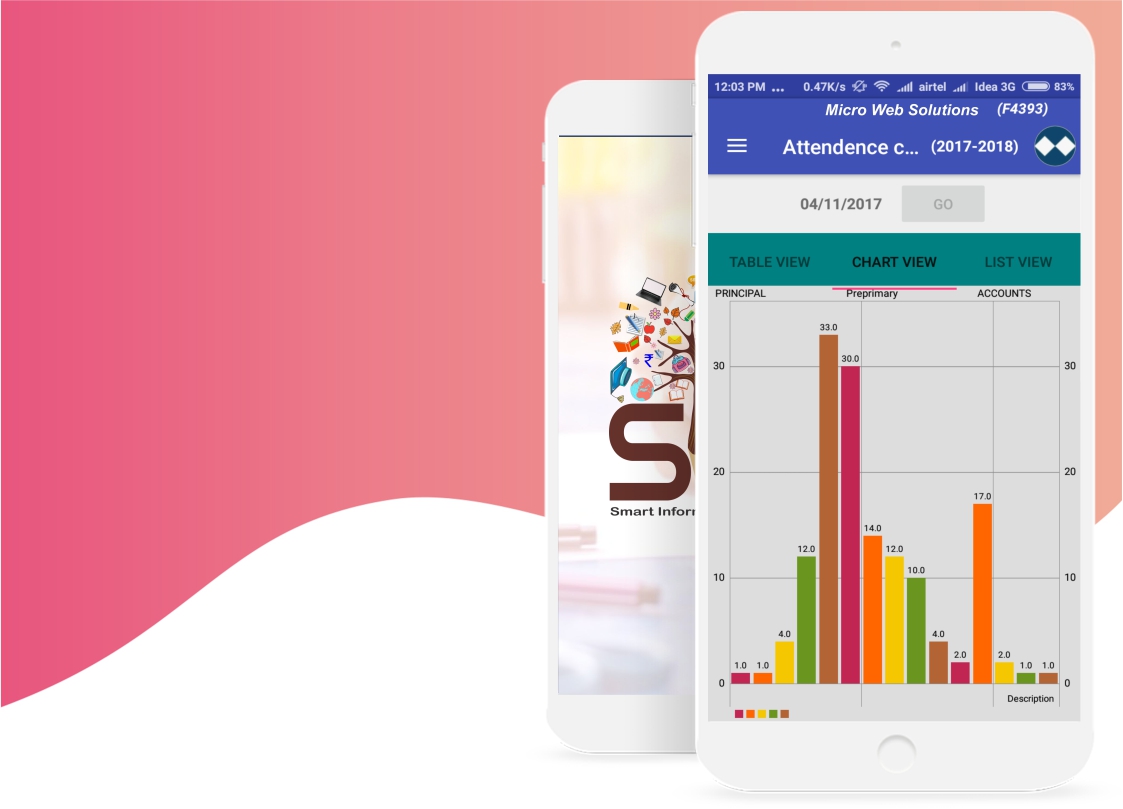 12:03 PM ... 0.47K/s airtel Idea 3G 83%
Micro Web Solutions (F4393)
Attendence c... (2017-2018)
04/11/2017 GO
TABLE VIEW CHART VIEW LIST VIEW
PRINCIPAL Preprimary ACCOUNTS
33.0
30 30.0 30
20 20
17.0
14.0
12.0 12.0
10 10.0 10
4.0 4.0
1.0 1.0 2.0 2.0 1.0 1.0
0 0
Description
₹
S
Smart Infor